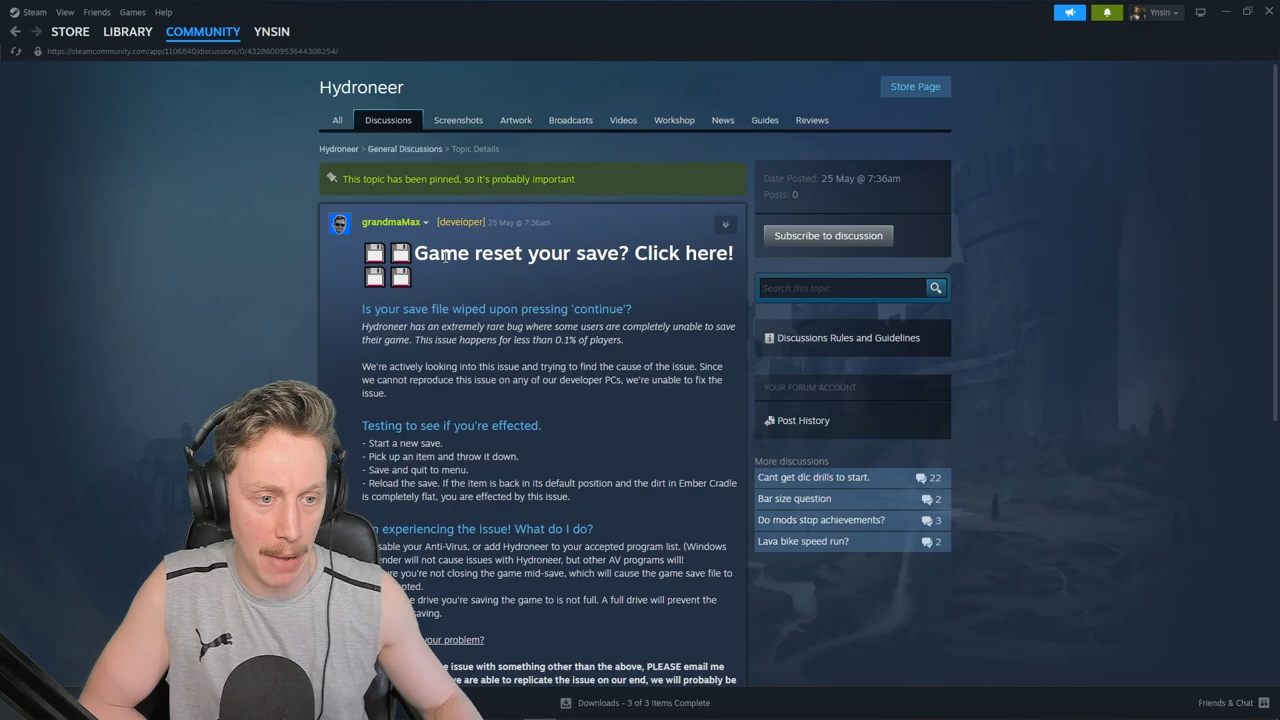 Steam View Friends Games Help
Ynsin
STORE LIBRARY COMMUNITY YNSIN
https://steamcommunity.com/app/1106840/discussions/0/4328600953644308254/
Hydroneer
Store Page
All Discussions Screenshots Artwork Broadcasts Videos Workshop News Guides Reviews
Hydroneer > General Discussions > Topic Details
This topic has been pinned, so it's probably important
grandmaMax [developer] 25 May @ 7:36am
Game reset your save? Click here!
Is your save file wiped upon pressing 'continue'?
Hydroneer has an extremely rare bug where some users are completely unable to save
their game. This issue happens for less than 0.1% of players.
We're actively looking into this issue and trying to find the cause of the issue. Since
we cannot reproduce this issue on any of our developer PCs, we're unable to fix the
issue.
Testing to see if you're effected.
- Start a new save.
- Pick up an item and throw it down.
- Save and quit to menu.
- Reload the save. If the item is back in its default position and the dirt in Ember Cradle
is completely flat, you are effected by this issue.
experiencing the issue! What do I do?
your Anti-Virus, or add Hydroneer to your accepted program list. (Windows
will not cause issues with Hydroneer, but other AV programs will!
you're not closing the game mid-save, which will cause the game save file to
drive you're saving the game to is not full. A full drive will prevent the
saving.
your problem?
issue with something other than the above, PLEASE email me
are able to replicate the issue on our end, we will probably be
Date Posted: 25 May @ 7:36am
Posts: 0
Subscribe to discussion
Search this topic
Discussions Rules and Guidelines
YOUR FORUM ACCOUNT
Post History
More discussions
Cant get dic drills to start. 22
Bar size question 2
Do mods stop achievements? 3
Lava bike speed run? 2
Downloads - 3 of 3 Items Complete
Friends & Chat